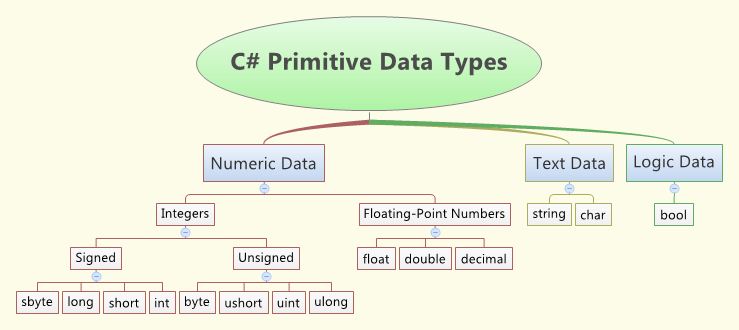 C# Primitive Data Types
Numeric Data
Text Data
Logic Data
Integers
Floating-Point Numbers
string
char
bool
Signed
Unsigned
float
double
decimal
sbyte
long
short
int
byte
ushort
uint
ulong